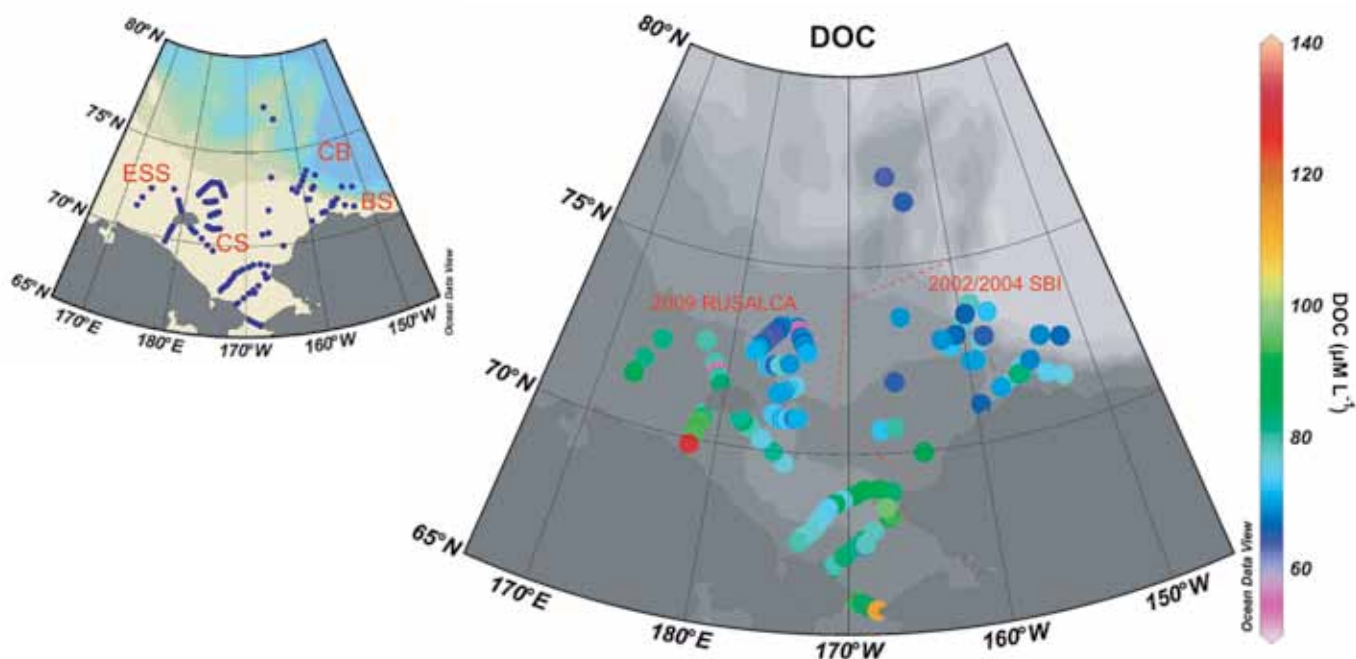 80°N
75°N
70°N
65°N
170°E
180°E
170°W
160°W
150°W
ESS
CB
BS
CS
Ocean Data View
DOC
80°N
75°N
70°N
65°N
170°E
180°E
170°W
160°W
150°W
2009 RUSALCA
2002/2004 SBI
Ocean Data View
140
120
100
80
60
DOC (µM L⁻¹)